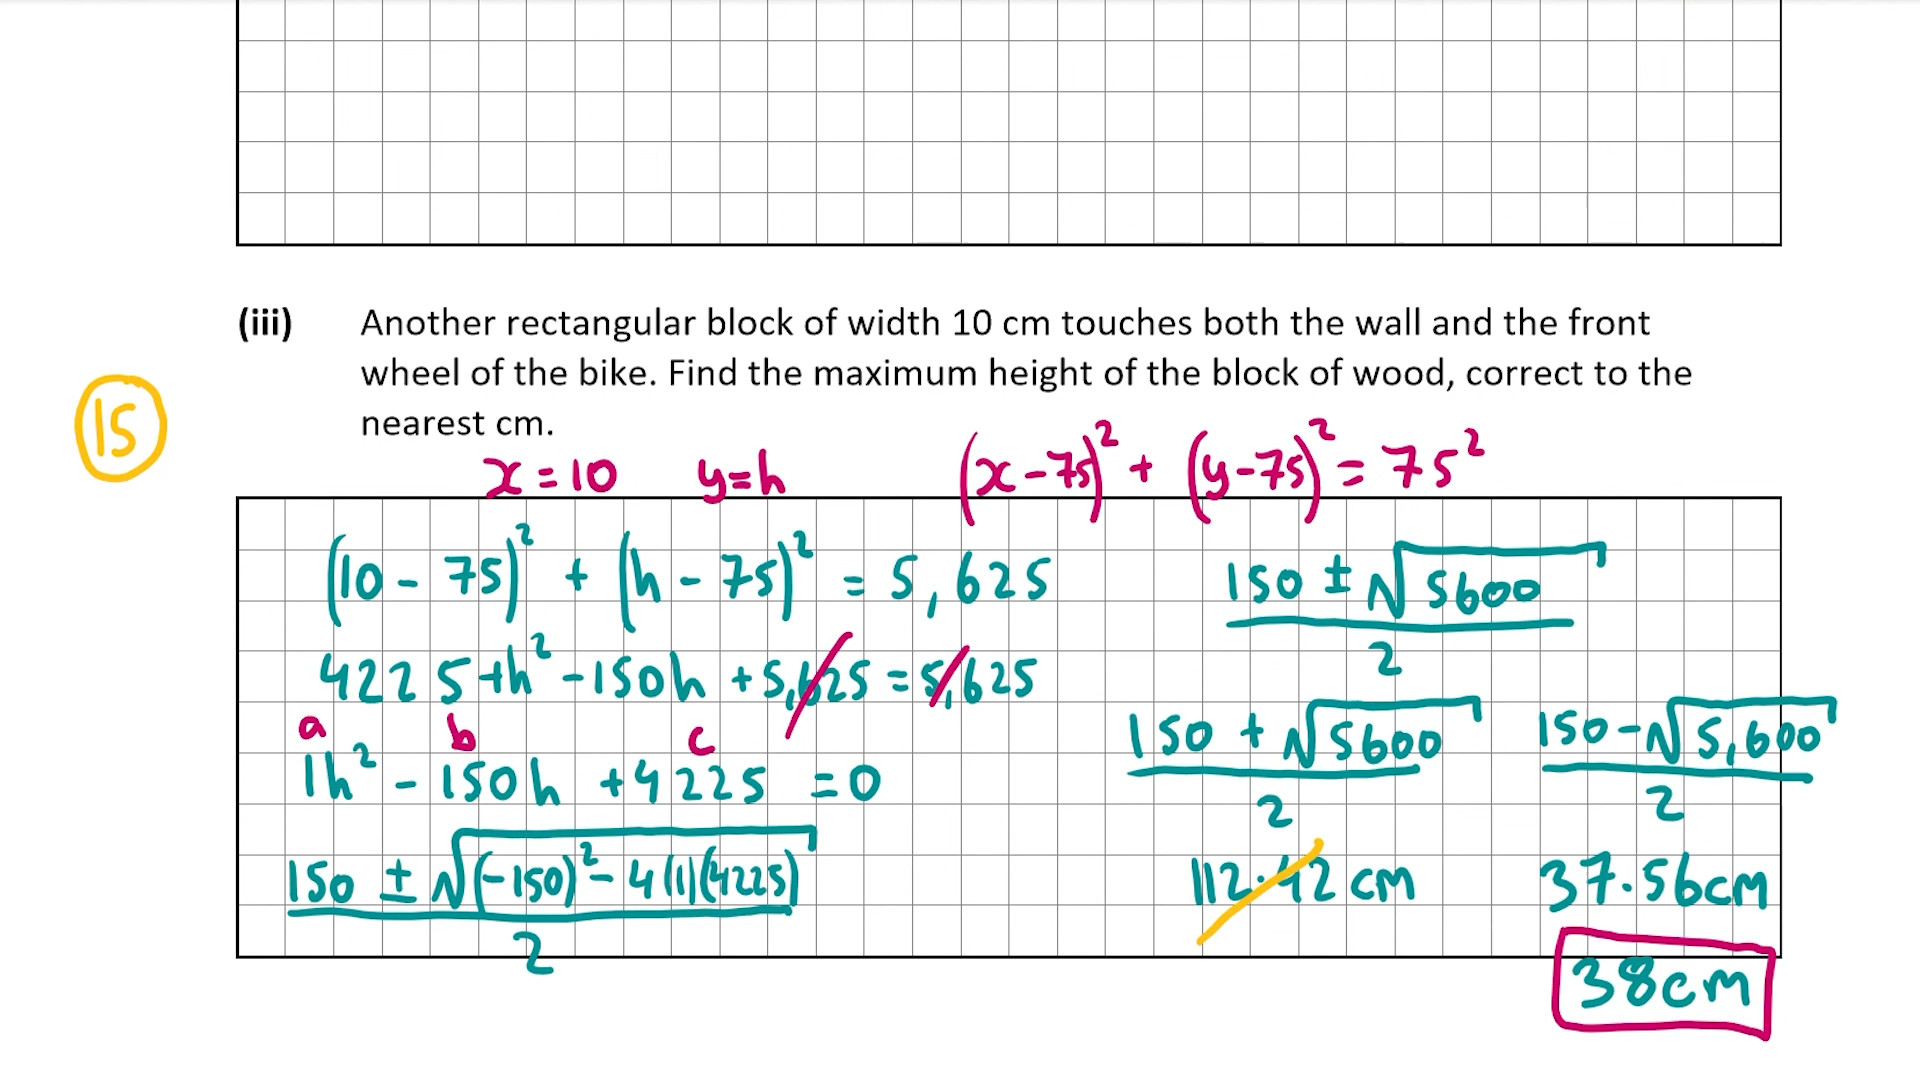 (iii) Another rectangular block of width 10 cm touches both the wall and the front
wheel of the bike. Find the maximum height of the block of wood, correct to the
nearest cm.
15
x = 10 y = h (x - 75)² + (y - 75)² = 75²
(10 - 75)² + (h - 75)² = 5,625
4225 + h² - 150h + 5,625 = 5,625
a b c
1h² - 150h + 4225 = 0
150 ± √(-150)² - 4(1)(4225)
2
150 ± √5600
2
150 + √5600
2
112.42 cm
150 - √5,600
2
37.56cm
38cm